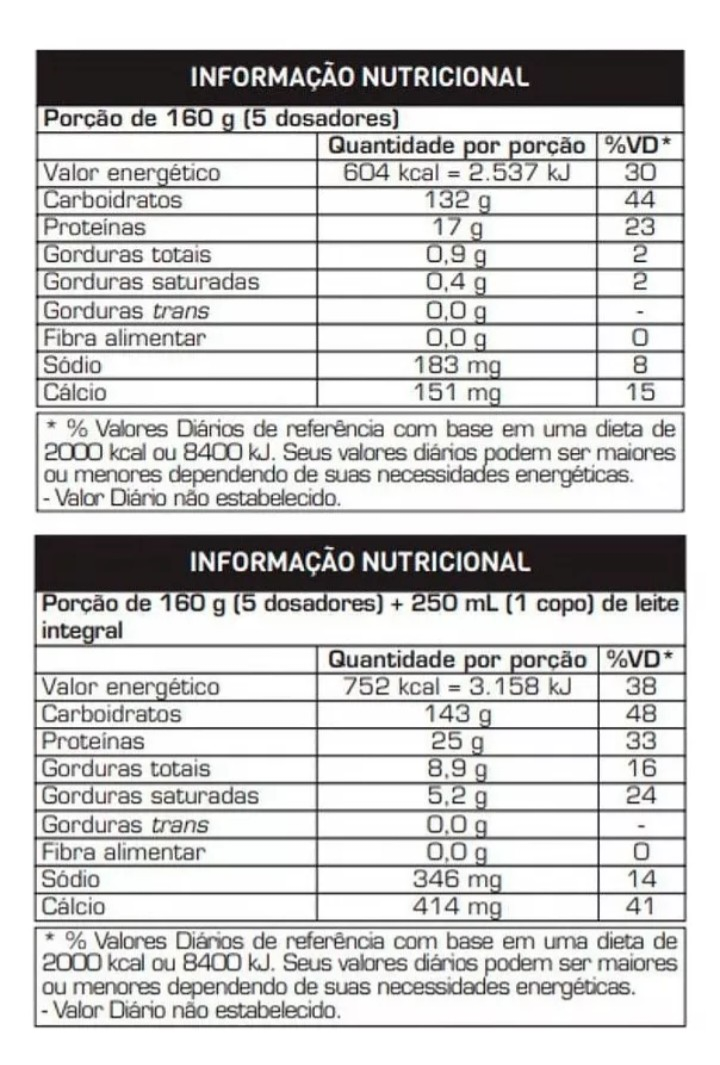 INFORMAÇÃO NUTRICIONAL
Porção de 160 g (5 dosadores)
Quantidade por porção %VD*
Valor energético 604 kcal = 2.537 kJ 30
Carboidratos 132 g 44
Proteínas 17 g 23
Gorduras totais 0,9 g 2
Gorduras saturadas 0,4 g 2
Gorduras trans 0,0 g -
Fibra alimentar 0,0 g 0
Sódio 183 mg 8
Cálcio 151 mg 15
* % Valores Diários de referência com base em uma dieta de
2000 kcal ou 8400 kJ. Seus valores diários podem ser maiores
ou menores dependendo de suas necessidades energéticas.
- Valor Diário não estabelecido.
INFORMAÇÃO NUTRICIONAL
Porção de 160 g (5 dosadores) + 250 mL (1 copo) de leite
integral
Quantidade por porção %VD*
Valor energético 752 kcal = 3.158 kJ 38
Carboidratos 143 g 48
Proteínas 25 g 33
Gorduras totais 8,9 g 16
Gorduras saturadas 5,2 g 24
Gorduras trans 0,0 g -
Fibra alimentar 0,0 g 0
Sódio 346 mg 14
Cálcio 414 mg 41
* % Valores Diários de referência com base em uma dieta de
2000 kcal ou 8400 kJ. Seus valores diários podem ser maiores
ou menores dependendo de suas necessidades energéticas.
- Valor Diário não estabelecido.